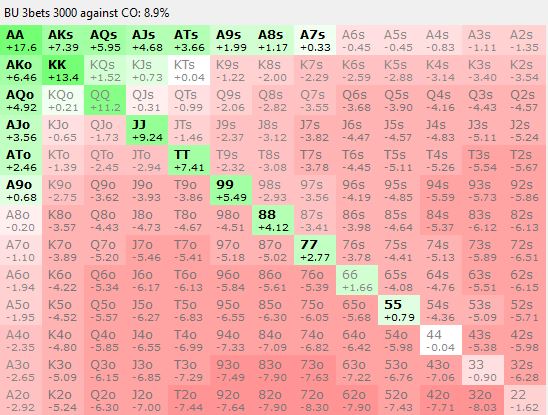 BU 3bets 3000 against CO: 8.9%
AA AKs AQs AJs ATs A9s A8s A7s A6s A5s A4s A3s A2s
+17.6 +7.39 +5.95 +4.68 +3.66 +1.99 +1.17 +0.33 -0.45 -0.45 -0.83 -1.11 -1.35
AKo KK KQs KJs KTs K9s K8s K7s K6s K5s K4s K3s K2s
+6.46 +13.4 +1.52 +0.73 +0.04 -1.22 -2.00 -2.29 -2.59 -2.88 -3.14 -3.40 -3.54
AQo KQo QQ QJs QTs Q9s Q8s Q7s Q6s Q5s Q4s Q3s Q2s
+4.92 +0.21 +11.2 -0.31 -0.99 -2.06 -2.82 -3.55 -3.68 -3.90 -4.16 -4.43 -4.57
AJo KJo QJo JJ JTs J9s J8s J7s J6s J5s J4s J3s J2s
+3.56 -0.65 -1.73 +9.24 -1.46 -2.37 -3.12 -3.82 -4.47 -4.57 -4.83 -5.11 -5.24
ATo KTo QTo JTo TT T9s T8s T7s T6s T5s T4s T3s T2s
+2.46 -1.39 -2.45 -2.94 +7.41 -2.32 -3.08 -3.78 -4.45 -5.11 -5.26 -5.54 -5.67
A9o K9o Q9o J9o T9o 99 98s 97s 96s 95s 94s 93s 92s
+0.68 -2.75 -3.62 -3.93 -3.86 +5.49 -2.93 -3.56 -4.19 -4.85 -5.59 -5.73 -5.86
A8o K8o Q8o J8o T8o 98o 88 87s 86s 85s 84s 83s 82s
-0.20 -3.57 -4.43 -4.73 -4.67 -4.51 +4.12 -3.41 -3.98 -4.64 -5.37 -6.12 -6.13
A7o K7o Q7o J7o T7o 97o 87o 77 76s 75s 74s 73s 72s
-1.10 -3.89 -5.20 -5.46 -5.41 -5.18 -5.02 +2.77 -3.78 -4.41 -5.13 -5.89 -6.51
A6o K6o Q6o J6o T6o 96o 86o 76o 66 65s 64s 63s 62s
-1.94 -4.22 -5.34 -6.17 -6.13 -5.84 -5.61 -5.39 +1.66 -4.08 -4.76 -5.51 -6.15
A5o K5o Q5o J5o T5o 95o 85o 75o 65o 55 54s 53s 52s
-1.95 -4.52 -5.57 -6.27 -6.83 -6.55 -6.30 -6.05 -5.68 +0.79 -4.36 -5.09 -5.71
A4o K4o Q4o J4o T4o 94o 84o 74o 64o 54o 44 43s 42s
-2.35 -4.80 -5.85 -6.55 -6.99 -7.33 -7.09 -6.82 -6.42 -5.98 -0.04 -5.38 -5.98
A3o K3o Q3o J3o T3o 93o 83o 73o 63o 53o 43o 33 32s
-2.65 -5.09 -6.15 -6.85 -7.29 -7.49 -7.90 -7.63 -7.22 -6.76 -7.06 -0.90 -6.28
A2o K2o Q2o J2o T2o 92o 82o 72o 62o 52o 42o 32o 22
-2.92 -5.24 -6.30 -7.00 -7.44 -7.64 -7.92 -8.30 -7.90 -7.43 -7.71 -8.03 -1.62